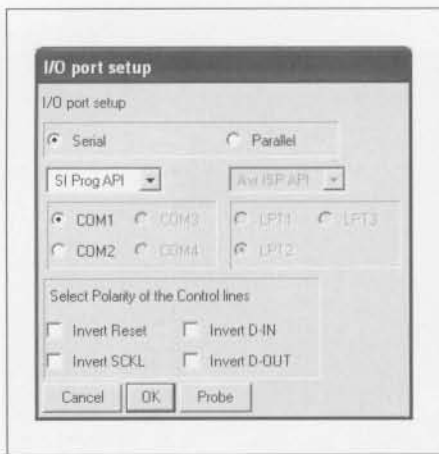 I/O port setup
I/O port setup
Serial Parallel
SI Prog API Avr ISP API
COM1 COM3 LPT1 LPT3
COM2 COM4 LPT2
Select Polarity of the Control lines
Invert Reset Invert D-IN
Invert SCKL Invert D-OUT
Cancel OK Probe